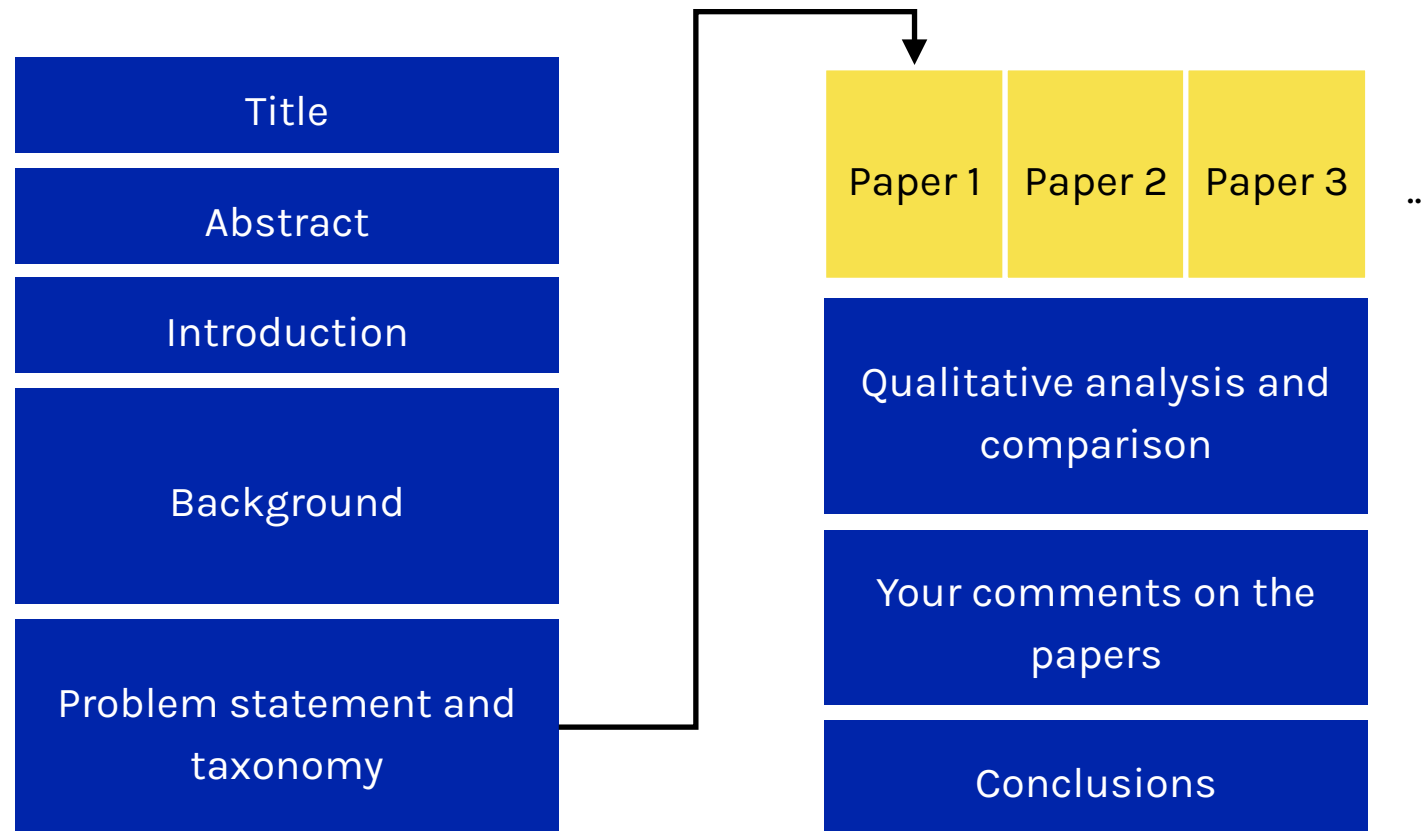 Title
Abstract
Introduction
Background
Problem statement and
taxonomy
Paper 1
Paper 2
Paper 3
..
Qualitative analysis and
comparison
Your comments on the
papers
Conclusions